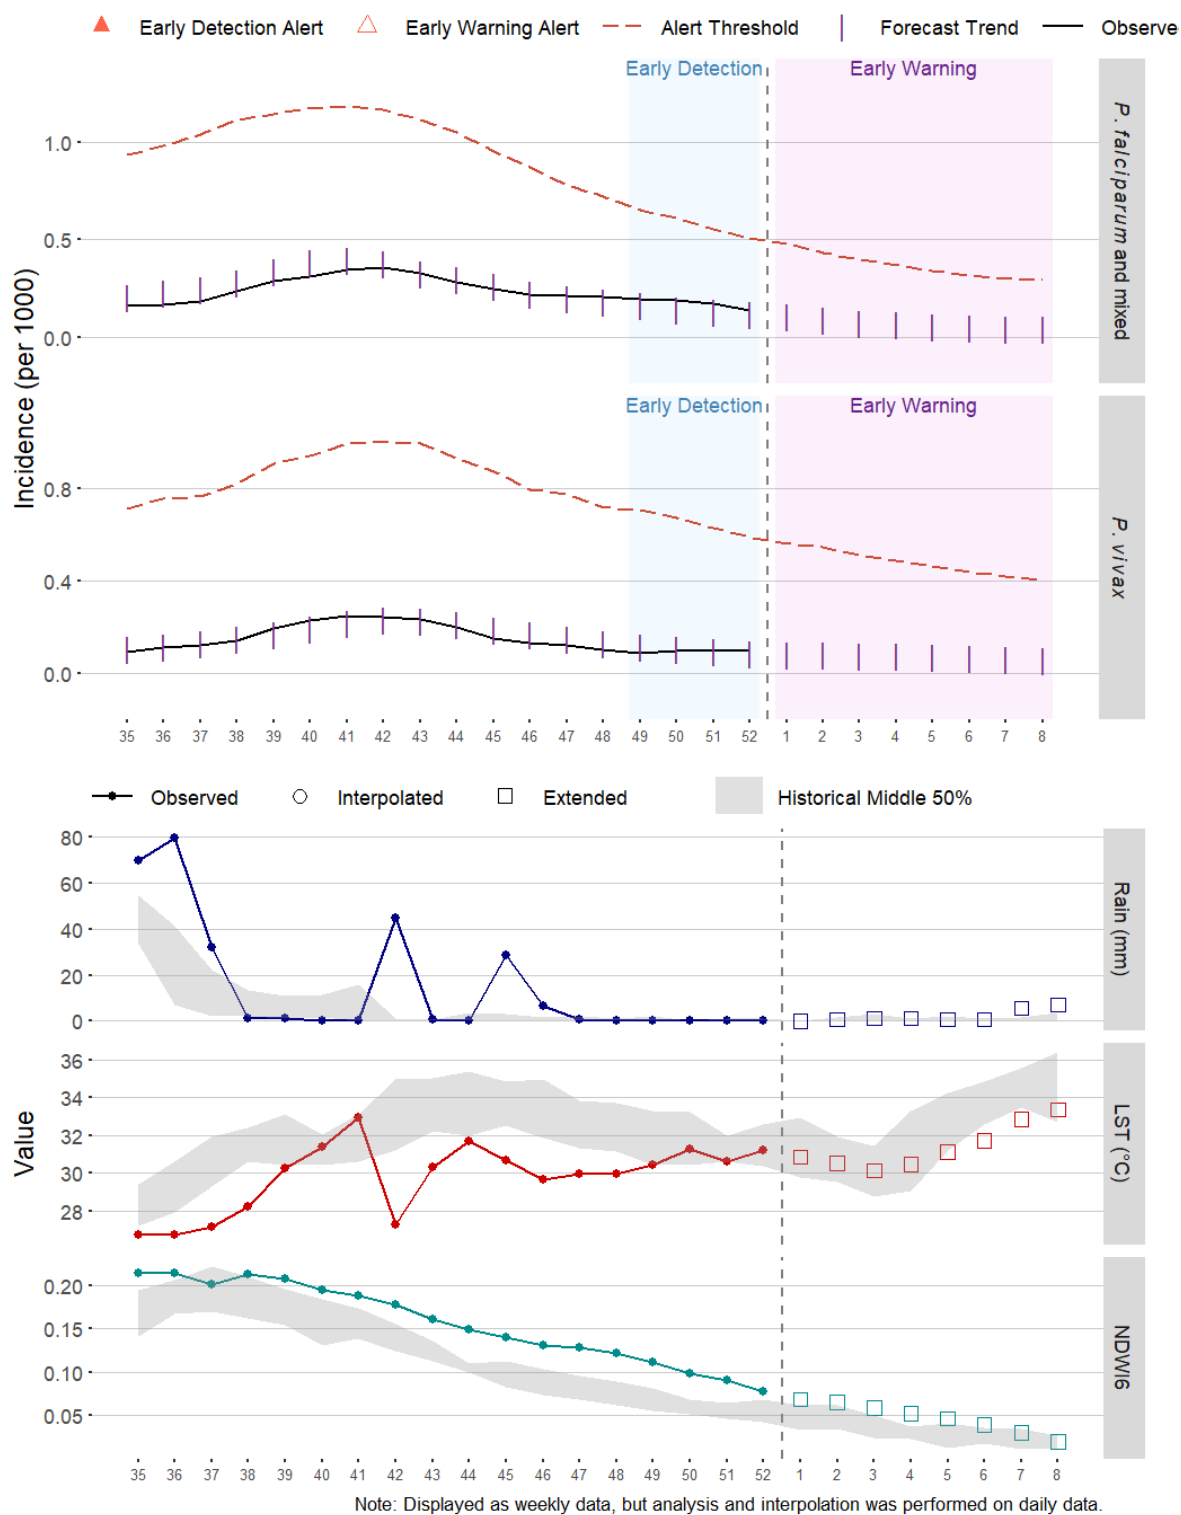 Early Detection Alert Early Warning Alert Alert Threshold Forecast Trend Observe
Early Detection Early Warning
1.0
0.5
0.0
P. falciparum and mixed
Incidence (per 1000)
Early Detection Early Warning
0.8
0.4
0.0
P. vivax
35 36 37 38 39 40 41 42 43 44 45 46 47 48 49 50 51 52 1 2 3 4 5 6 7 8
Observed Interpolated Extended Historical Middle 50%
80
60
40
20
0
Rain (mm)
Value
36
34
32
30
28
LST (°C)
0.20
0.15
0.10
0.05
NDWI6
35 36 37 38 39 40 41 42 43 44 45 46 47 48 49 50 51 52 1 2 3 4 5 6 7 8
Note: Displayed as weekly data, but analysis and interpolation was performed on daily data.